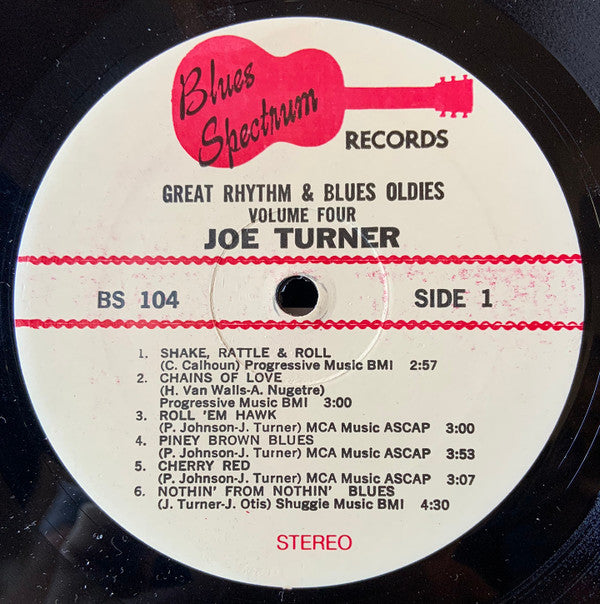 Blues
Spectrum
RECORDS
GREAT RHYTHM & BLUES OLDIES
VOLUME FOUR
JOE TURNER
BS 104 SIDE 1
1. SHAKE, RATTLE & ROLL
(C. Calhoun) Progressive Music BMI 2:57
2. CHAINS OF LOVE
(H. Van Walls-A. Nugetre)
Progressive Music BMI 3:00
3. ROLL 'EM HAWK
(P. Johnson-J. Turner) MCA Music ASCAP 3:00
4. PINEY BROWN BLUES
(P. Johnson-J. Turner) MCA Music ASCAP 3:53
5. CHERRY RED
(P. Johnson-J. Turner) MCA Music ASCAP 3:07
6. NOTHIN' FROM NOTHIN' BLUES
(J. Turner-J. Otis) Shuggie Music BMI 4:30
STEREO